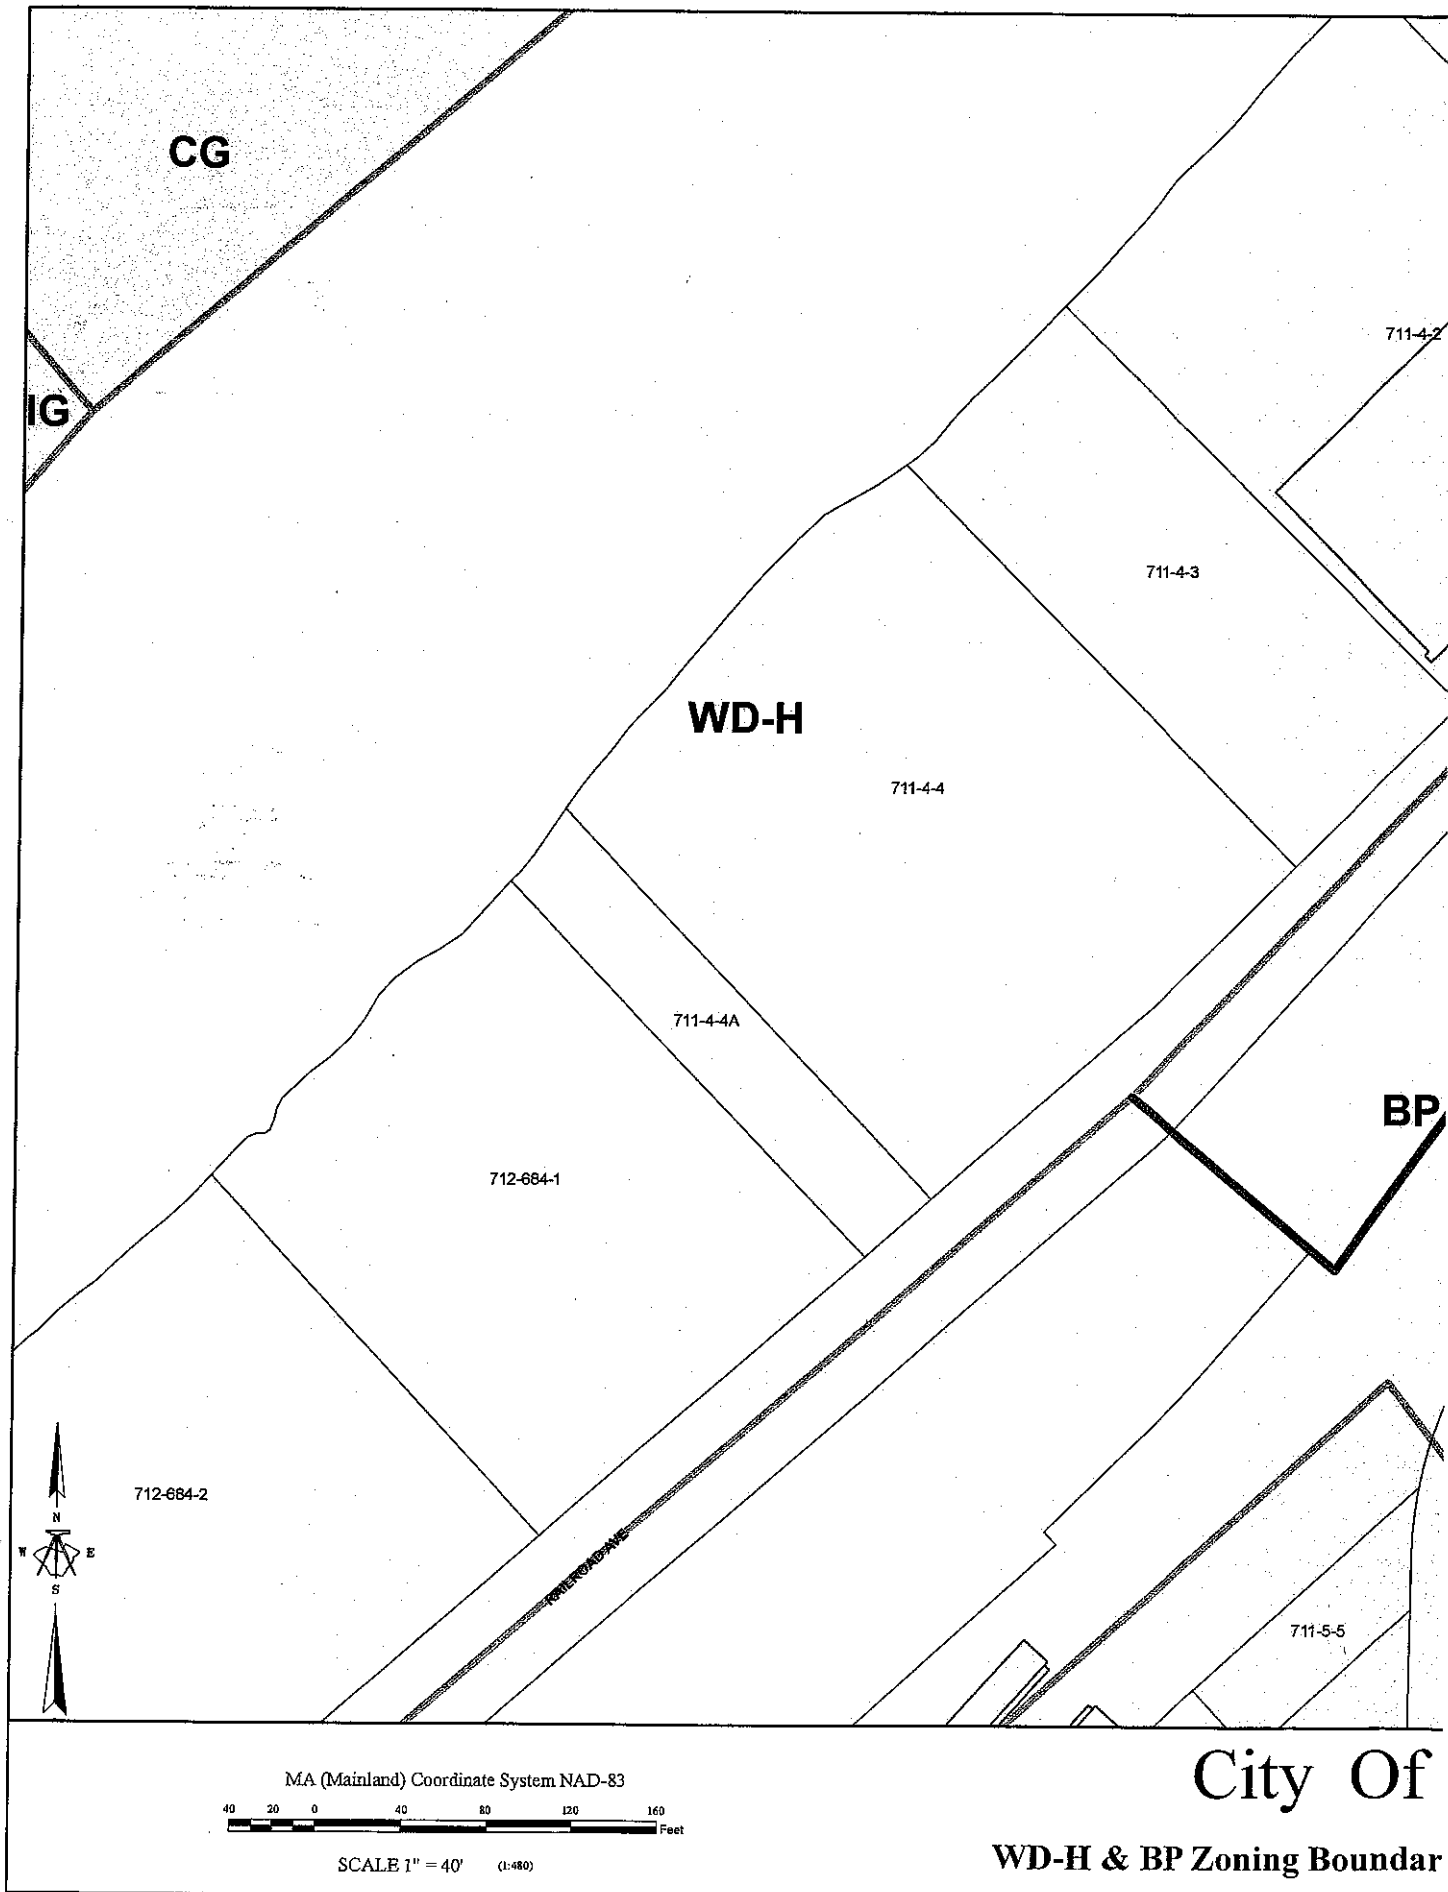 CG
711-4-2
IG
711-4-3
WD-H
711-4-4
711-4-4A
BP
712-684-1
712-684-2
N
W E
S
RAILROAD AVE
711-5-5
MA (Mainland) Coordinate System NAD-83
40 20 0 40 80 120 160
Feet
SCALE 1" = 40' (1:480)
City Of
WD-H & BP Zoning Boundar